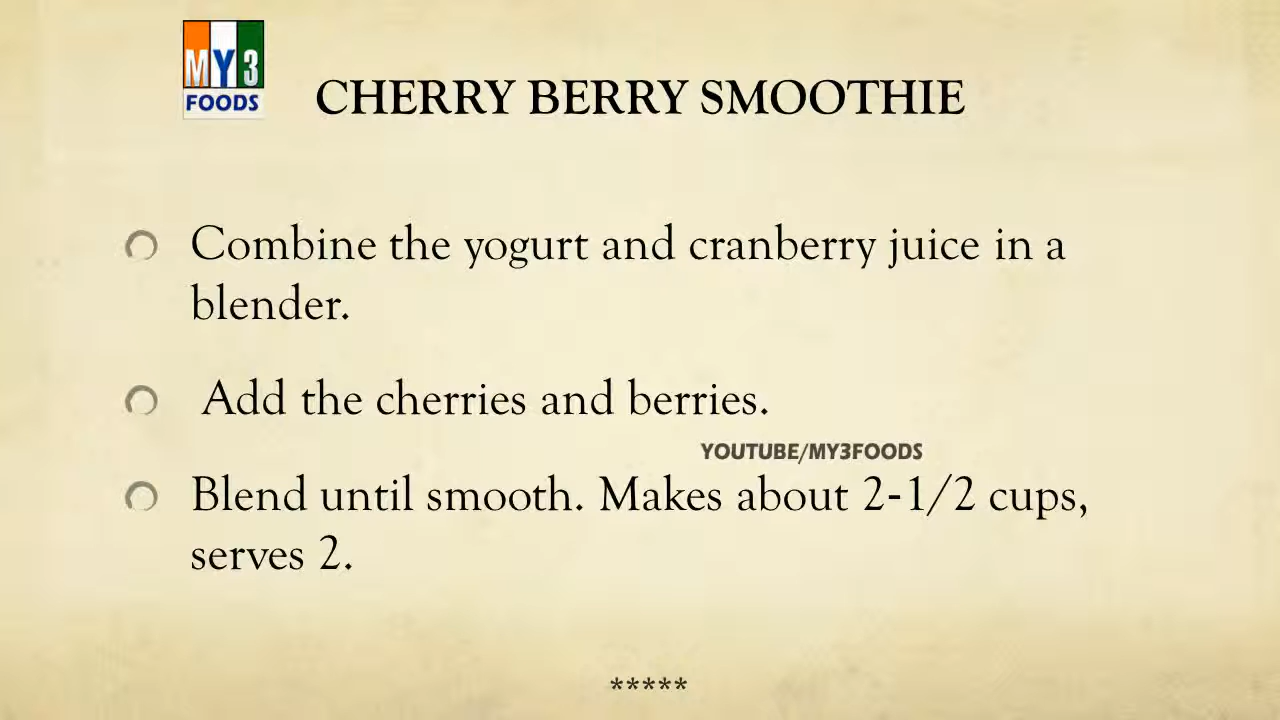 MY3
FOODS
CHERRY BERRY SMOOTHIE
Combine the yogurt and cranberry juice in a
blender.
Add the cherries and berries.
YOUTUBE/MY3FOODS
Blend until smooth. Makes about 2-1/2 cups,
serves 2.
*****